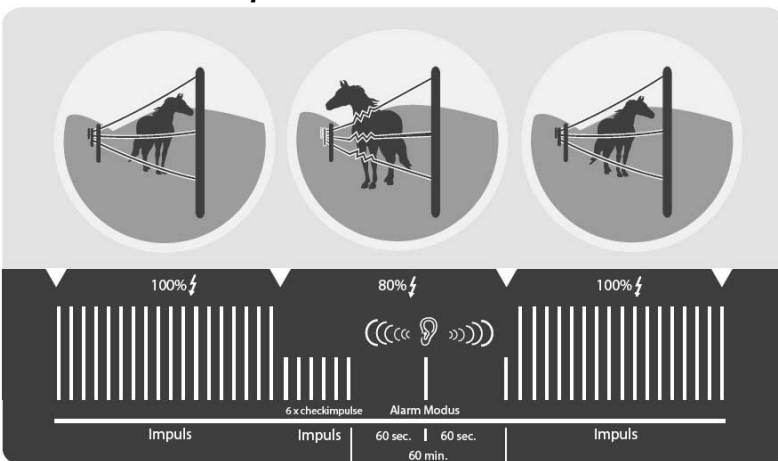 100% 80% 100%
6 x checkimpulse Alarm Modus
Impuls Impuls 60 sec. 60 sec. Impuls
60 min.